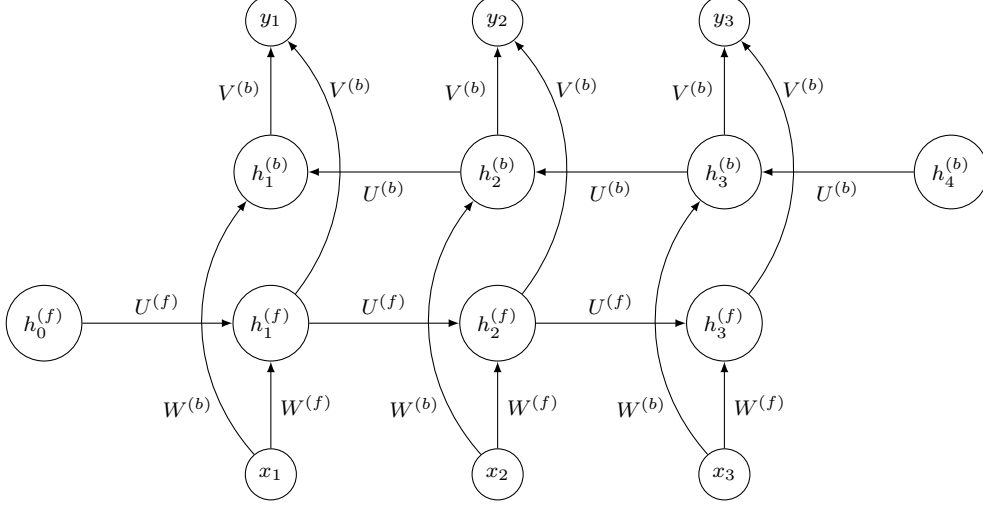 y₁ y₂ y₃
V⁽ᵇ⁾ V⁽ᵇ⁾ V⁽ᵇ⁾ V⁽ᵇ⁾ V⁽ᵇ⁾ V⁽ᵇ⁾
h₁⁽ᵇ⁾ h₂⁽ᵇ⁾ h₃⁽ᵇ⁾ h₄⁽ᵇ⁾
U⁽ᵇ⁾ U⁽ᵇ⁾ U⁽ᵇ⁾
U⁽ᶠ⁾ U⁽ᶠ⁾ U⁽ᶠ⁾
h₀⁽ᶠ⁾ h₁⁽ᶠ⁾ h₂⁽ᶠ⁾ h₃⁽ᶠ⁾
W⁽ᵇ⁾ W⁽ᶠ⁾ W⁽ᵇ⁾ W⁽ᶠ⁾ W⁽ᵇ⁾ W⁽ᶠ⁾
x₁ x₂ x₃